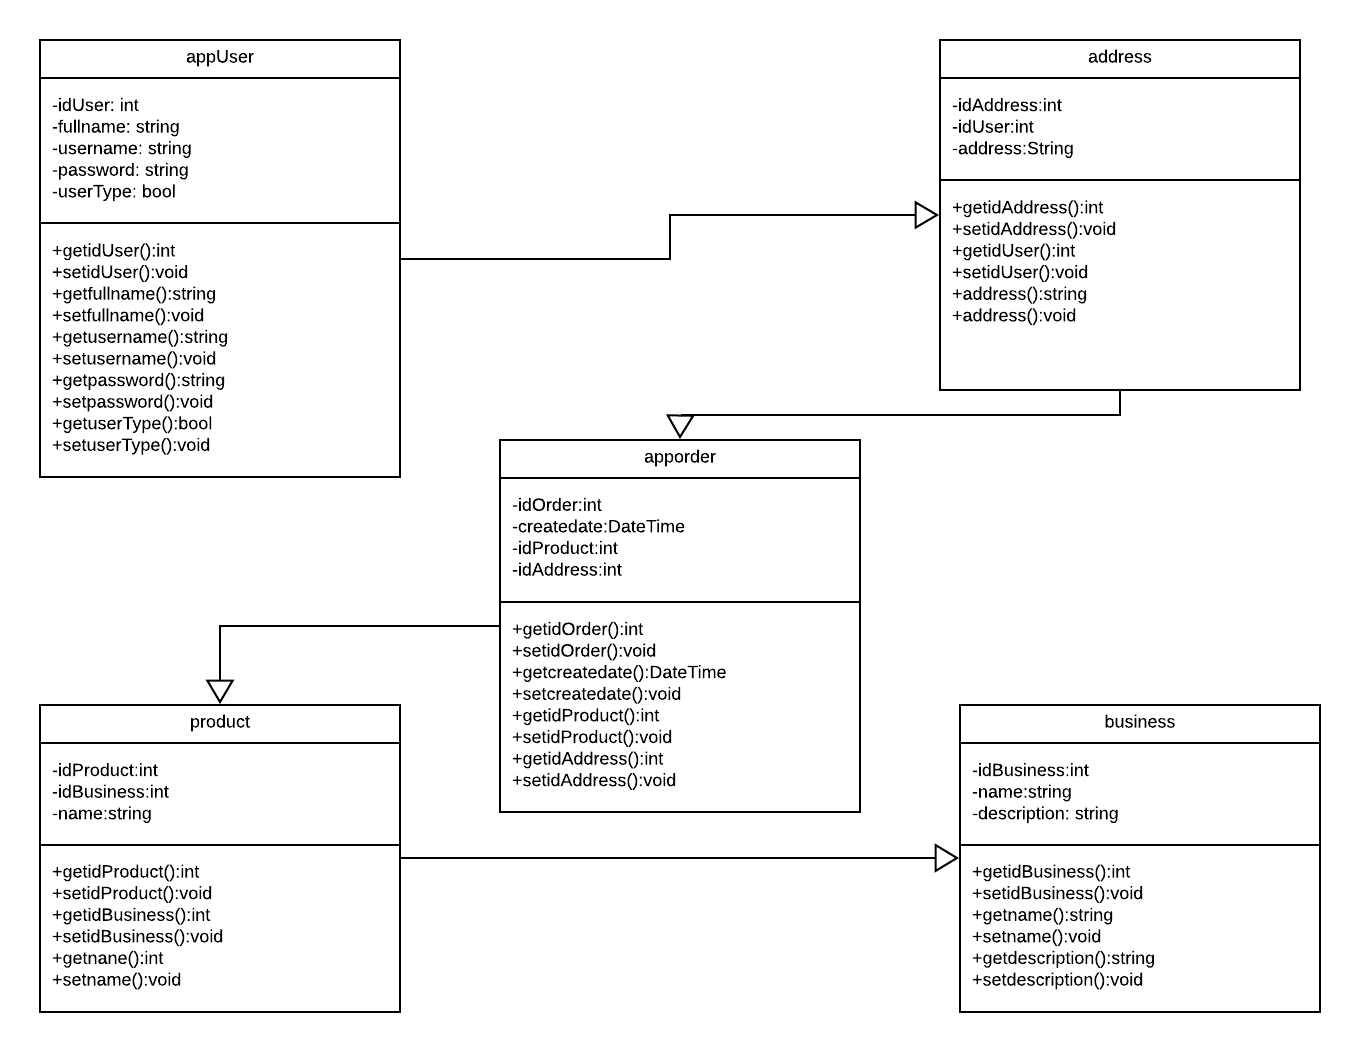 appUser
-idUser: int
-fullname: string
-username: string
-password: string
-userType: bool
+getidUser():int
+setidUser():void
+getfullname():string
+setfullname():void
+getusername():string
+setusername():void
+getpassword():string
+setpassword():void
+getuserType():bool
+setuserType():void
address
-idAddress:int
-idUser:int
-address:String
+getidAddress():int
+setidAddress():void
+getidUser():int
+setidUser():void
+address():string
+address():void
apporder
-idOrder:int
-createdate:DateTime
-idProduct:int
-idAddress:int
+getidOrder():int
+setidOrder():void
+getcreatedate():DateTime
+setcreatedate():void
+getidProduct():int
+setidProduct():void
+getidAddress():int
+setidAddress():void
product
-idProduct:int
-idBusiness:int
-name:string
+getidProduct():int
+setidProduct():void
+getidBusiness():int
+setidBusiness():void
+getnane():int
+setname():void
business
-idBusiness:int
-name:string
-description: string
+getidBusiness():int
+setidBusiness():void
+getname():string
+setname():void
+getdescription():string
+setdescription():void